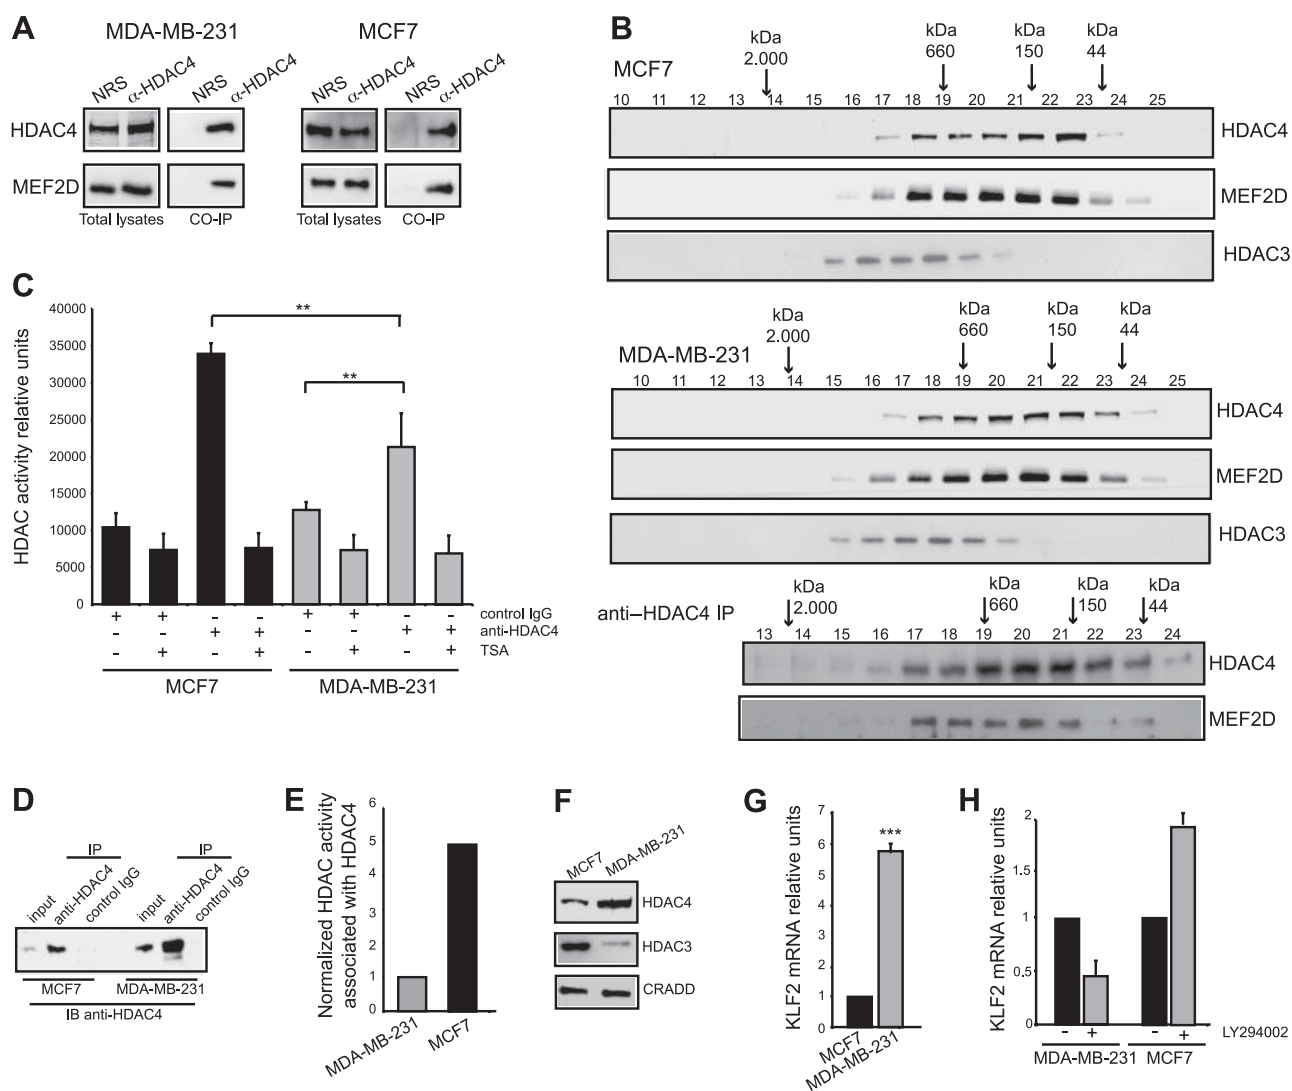 A
MDA-MB-231
MCF7
NRS
α-HDAC4
NRS
α-HDAC4
NRS
α-HDAC4
NRS
α-HDAC4
HDAC4
MEF2D
Total lysates
CO-IP
Total lysates
CO-IP
B
MCF7
kDa
2.000
kDa
660
kDa
150
kDa
44
10 11 12 13 14 15 16 17 18 19 20 21 22 23 24 25
HDAC4
MEF2D
HDAC3
MDA-MB-231
kDa
2.000
kDa
660
kDa
150
kDa
44
10 11 12 13 14 15 16 17 18 19 20 21 22 23 24 25
HDAC4
MEF2D
HDAC3
anti–HDAC4 IP
kDa
2.000
kDa
660
kDa
150
kDa
44
13 14 15 16 17 18 19 20 21 22 23 24
HDAC4
MEF2D
C
HDAC activity relative units
40000
35000
30000
25000
20000
15000
10000
5000
0
**
**
+ + - - + + - - control IgG
- - + + - - + + anti-HDAC4
- + - + - + - + TSA
MCF7
MDA-MB-231
D
IP
IP
input
anti-HDAC4
control IgG
input
anti-HDAC4
control IgG
MCF7
MDA-MB-231
IB anti-HDAC4
E
Normalized HDAC activity
associated with HDAC4
6
5
4
3
2
1
0
MDA-MB-231
MCF7
F
MCF7
MDA-MB-231
HDAC4
HDAC3
CRADD
G
KLF2 mRNA relative units
7
6
5
4
3
2
1
0
***
MCF7
MDA-MB-231
H
KLF2 mRNA relative units
2
1
0.5
0
- + - + LY294002
MDA-MB-231
MCF7